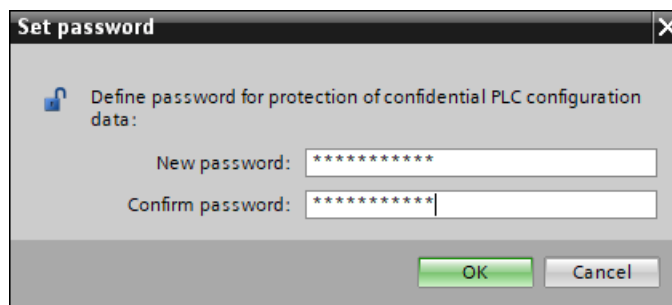 Set password
Define password for protection of confidential PLC configuration
data:
New password: ***********
Confirm password: ***********
OK Cancel